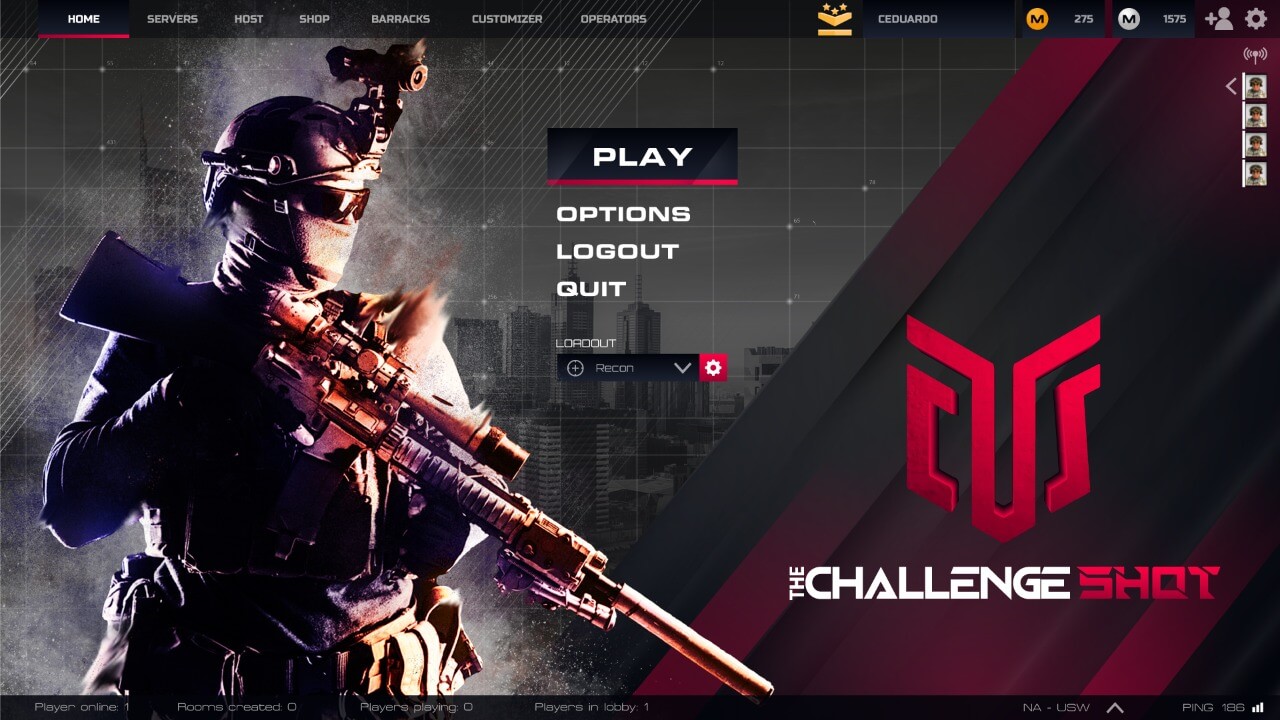 HOME SERVERS HOST SHOP BARRACKS CUSTOMIZER OPERATORS CEDUARDO M 275 M 1575
PLAY
OPTIONS
LOGOUT
QUIT
LOADOUT
Recon
THE CHALLENGE SHOT
Player online: 1 Rooms created: 0 Players playing: 0 Players in lobby: 1 NA - USW PING 186